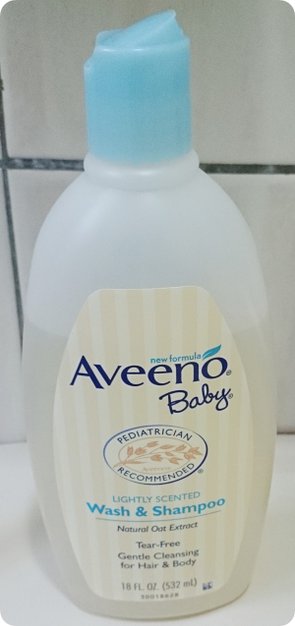 new formula
Aveeno®
Baby®
PEDIATRICIAN
RECOMMENDED®
LIGHTLY SCENTED
Wash & Shampoo
Natural Oat Extract
Tear-Free
Gentle Cleansing
for Hair & Body
18 FL. OZ. (532 mL)